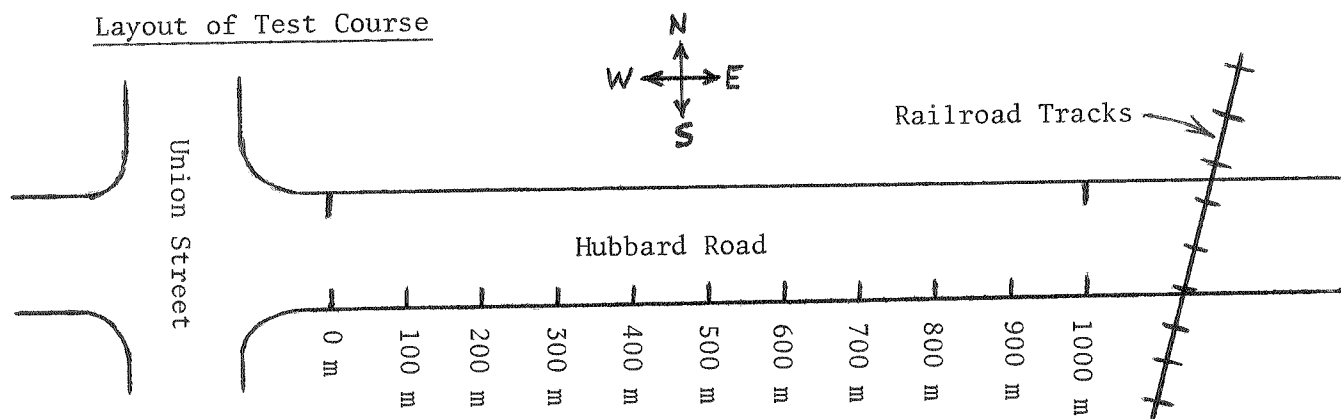 Layout of Test Course
N
W E
S
Railroad Tracks
Union Street
Hubbard Road
0 m
100 m
200 m
300 m
400 m
500 m
600 m
700 m
800 m
900 m
1000 m